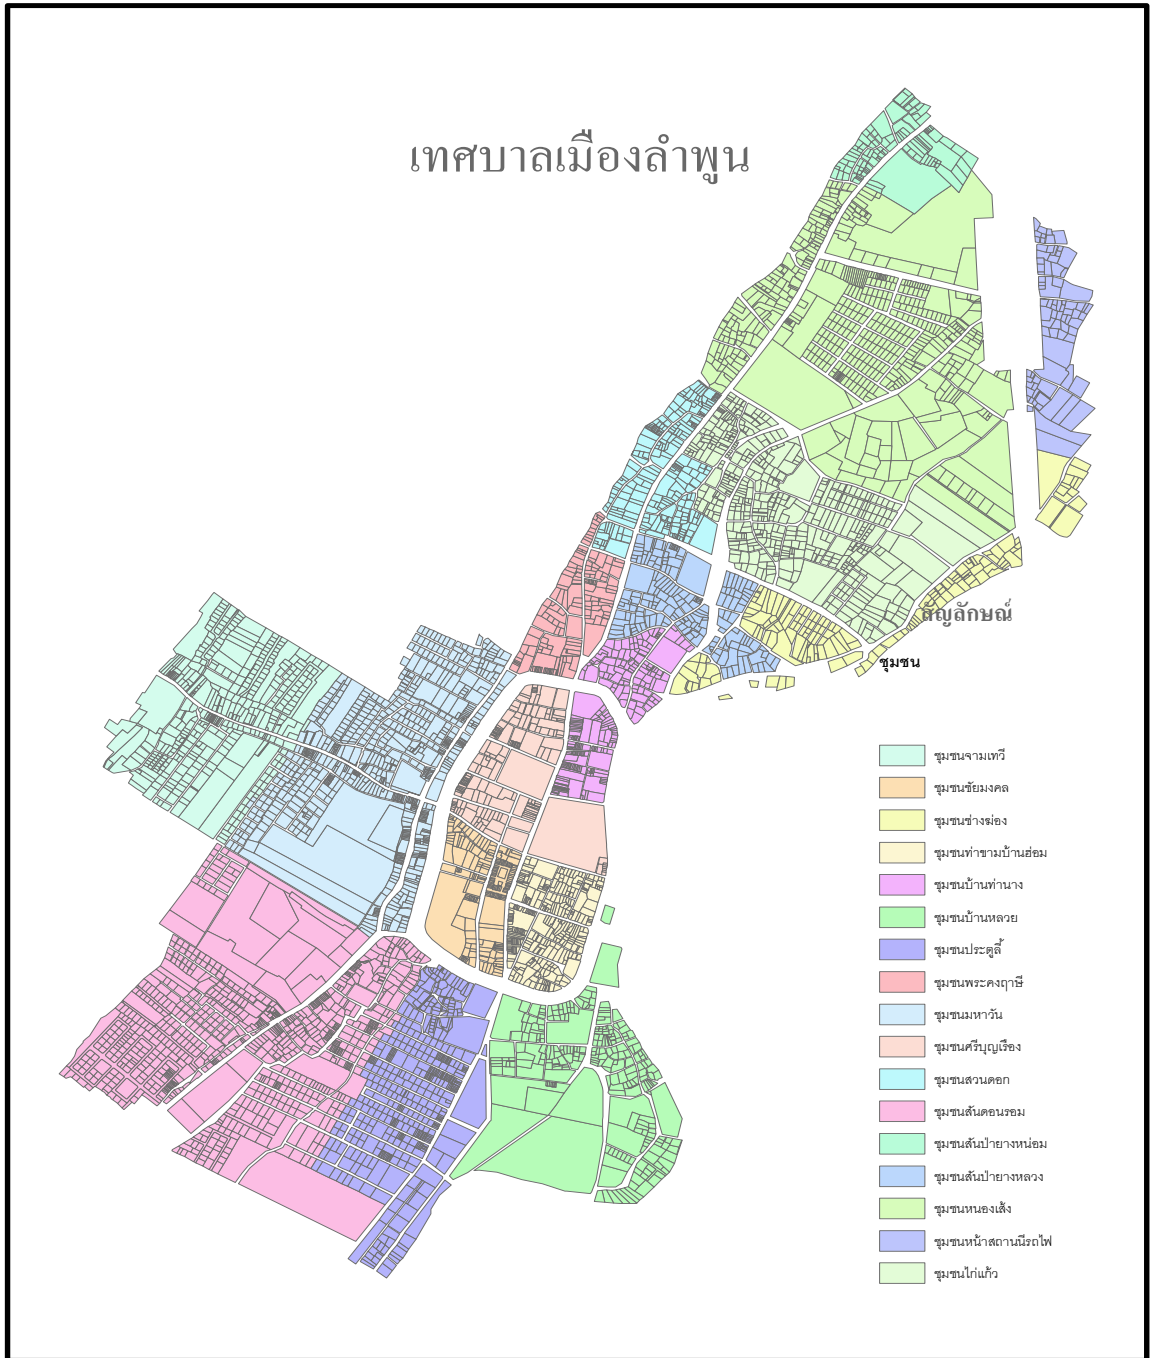 เทศบาลเมืองลำพูน
สัญลักษณ์
ชุมชน
ชุมชนจามเทวี
ชุมชนชัยมงคล
ชุมชนช่างฆ้อง
ชุมชนท่าขามบ้านฮ่อม
ชุมชนบ้านท่านาง
ชุมชนบ้านหลวย
ชุมชนประตูลี้
ชุมชนพระคงฤาษี
ชุมชนมหาวัน
ชุมชนศรีบุญเรือง
ชุมชนสวนดอก
ชุมชนสันดอนรอม
ชุมชนสันป่ายางหน่อม
ชุมชนสันป่ายางหลวง
ชุมชนหนองเส้ง
ชุมชนหน้าสถานนีรถไฟ
ชุมชนไก่แก้ว